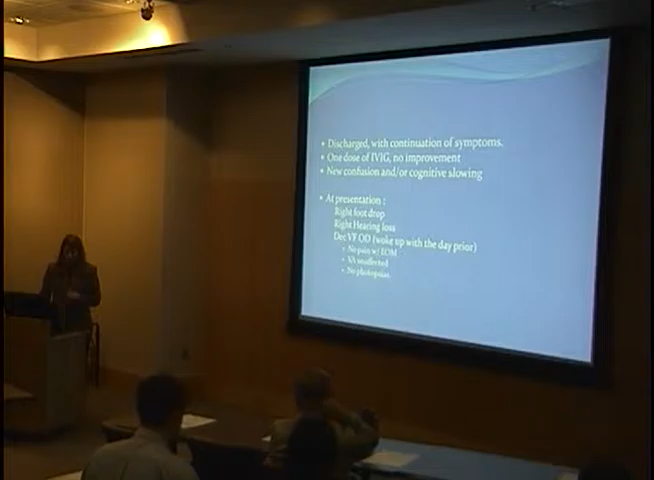 • Discharged, with continuation of symptoms.
• One dose of IVIG, no improvement
• New confusion and/or cognitive slowing
• At presentation :
Right foot drop
Right Hearing loss
Dec VF OD (woke up with the day prior)
• No pain w/ EOM
• VA unaffected
• No photopsias